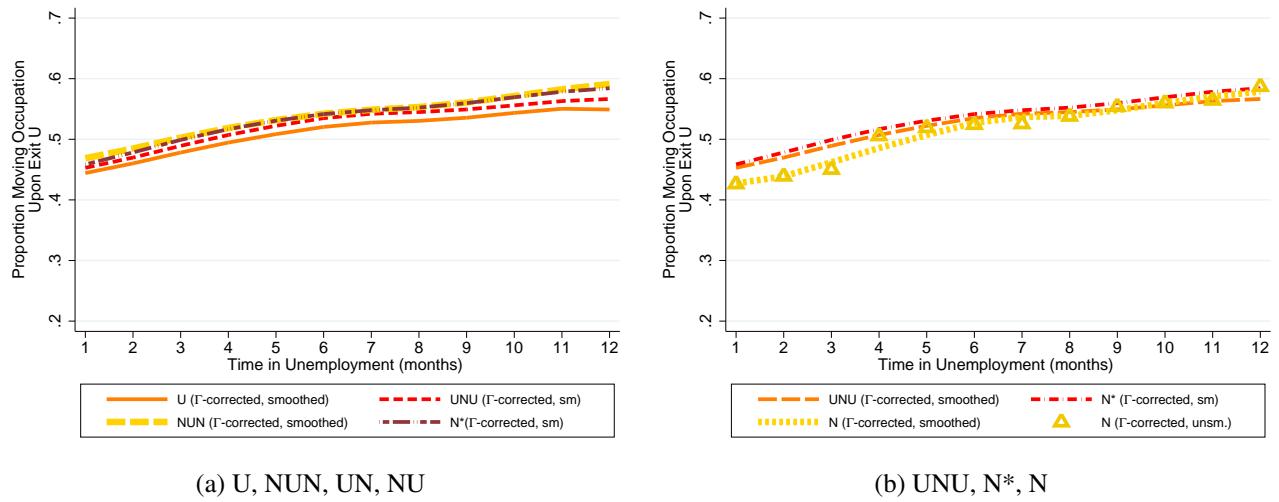 Proportion Moving Occupation
Upon Exit U
.7
.6
.5
.4
.3
.2
1 2 3 4 5 6 7 8 9 10 11 12
Time in Unemployment (months)
U (Γ-corrected, smoothed)
UNU (Γ-corrected, sm)
NUN (Γ-corrected, smoothed)
N*(Γ-corrected, sm)
(a) U, NUN, UN, NU
Proportion Moving Occupation
Upon Exit U
.7
.6
.5
.4
.3
.2
1 2 3 4 5 6 7 8 9 10 11 12
Time in Unemployment (months)
UNU (Γ-corrected, smoothed)
N* (Γ-corrected, sm)
N (Γ-corrected, smoothed)
N (Γ-corrected, unsm.)
(b) UNU, N*, N